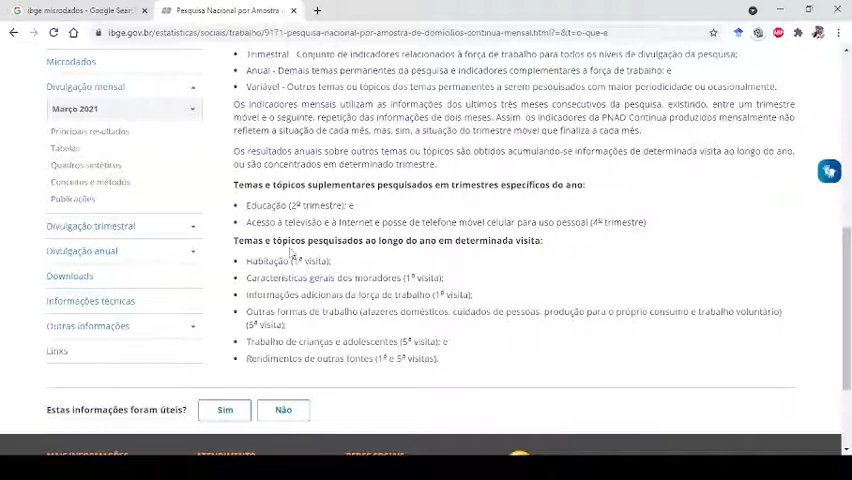 ibge microdados - Google Sear
Pesquisa Nacional por Amostra
ibge.gov.br/estatisticas/sociais/trabalho/9171-pesquisa-nacional-por-amostra-de-domicilios-continua-mensal.html?=&t=o-que-e
Microdados
Divulgação mensal
Março 2021
Principais resultados
Tabelas
Quadros sintéticos
Conceitos e métodos
Publicações
Divulgação trimestral
Divulgação anual
Downloads
Informações técnicas
Outras informações
Links
Trimestral - Conjunto de indicadores relacionados à força de trabalho para todos os níveis de divulgação da pesquisa;
Anual - Demais temas permanentes da pesquisa e indicadores complementares à força de trabalho; e
Variável - Outros temas ou tópicos dos temas permanentes a serem pesquisados com maior periodicidade ou ocasionalmente.
Os indicadores mensais utilizam as informações dos últimos três meses consecutivos da pesquisa, existindo, entre um trimestre
móvel e o seguinte, repetição das informações de dois meses. Assim, os indicadores da PNAD Contínua produzidos mensalmente não
refletem a situação de cada mês, mas, sim, a situação do trimestre móvel que finaliza a cada mês.
Os resultados anuais sobre outros temas ou tópicos são obtidos acumulando-se informações de determinada visita ao longo do ano,
ou são concentrados em determinado trimestre.
Temas e tópicos suplementares pesquisados em trimestres específicos do ano:
Educação (2º trimestre); e
Acesso à televisão e à Internet e posse de telefone móvel celular para uso pessoal (4º trimestre)
Temas e tópicos pesquisados ao longo do ano em determinada visita:
Habitação (1ª visita);
Características gerais dos moradores (1ª visita);
Informações adicionais da força de trabalho (1ª visita);
Outras formas de trabalho (afazeres domésticos, cuidados de pessoas, produção para o próprio consumo e trabalho voluntário)
(5ª visita);
Trabalho de crianças e adolescentes (5ª visita); e
Rendimentos de outras fontes (1ª e 5ª visitas).
Estas informações foram úteis?
Sim
Não
MAIS INFORMAÇÕES
ATENDIMENTO
REDES SOCIAIS